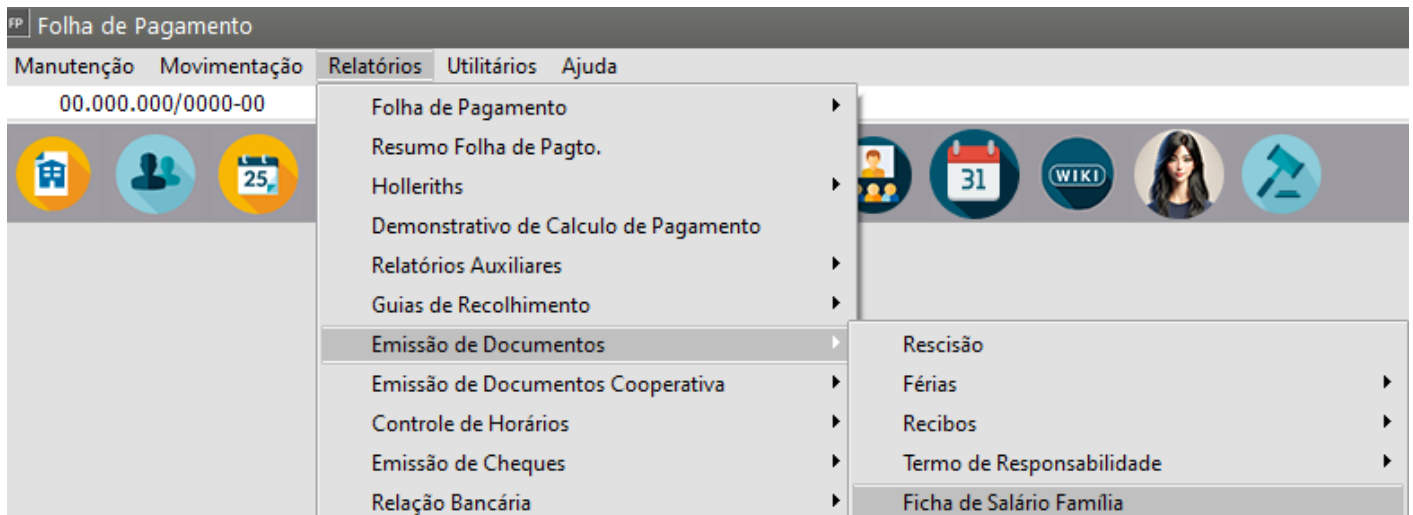 FP Folha de Pagamento
Manutenção Movimentação Relatórios Utilitários Ajuda
00.000.000/0000-00
25
31
WIKI
Folha de Pagamento
Resumo Folha de Pagto.
Holleriths
Demonstrativo de Calculo de Pagamento
Relatórios Auxiliares
Guias de Recolhimento
Emissão de Documentos
Emissão de Documentos Cooperativa
Controle de Horários
Emissão de Cheques
Relação Bancária
Rescisão
Férias
Recibos
Termo de Responsabilidade
Ficha de Salário Família